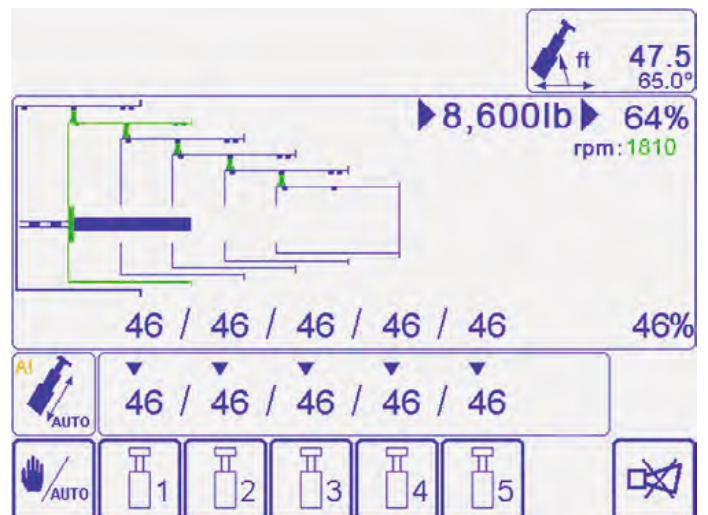 ft 47.5
65.0°
8,600lb 64%
rpm:1810
46 / 46 / 46 / 46 / 46 46%
A!
AUTO
46 / 46 / 46 / 46 / 46
/AUTO 1 2 3 4 5